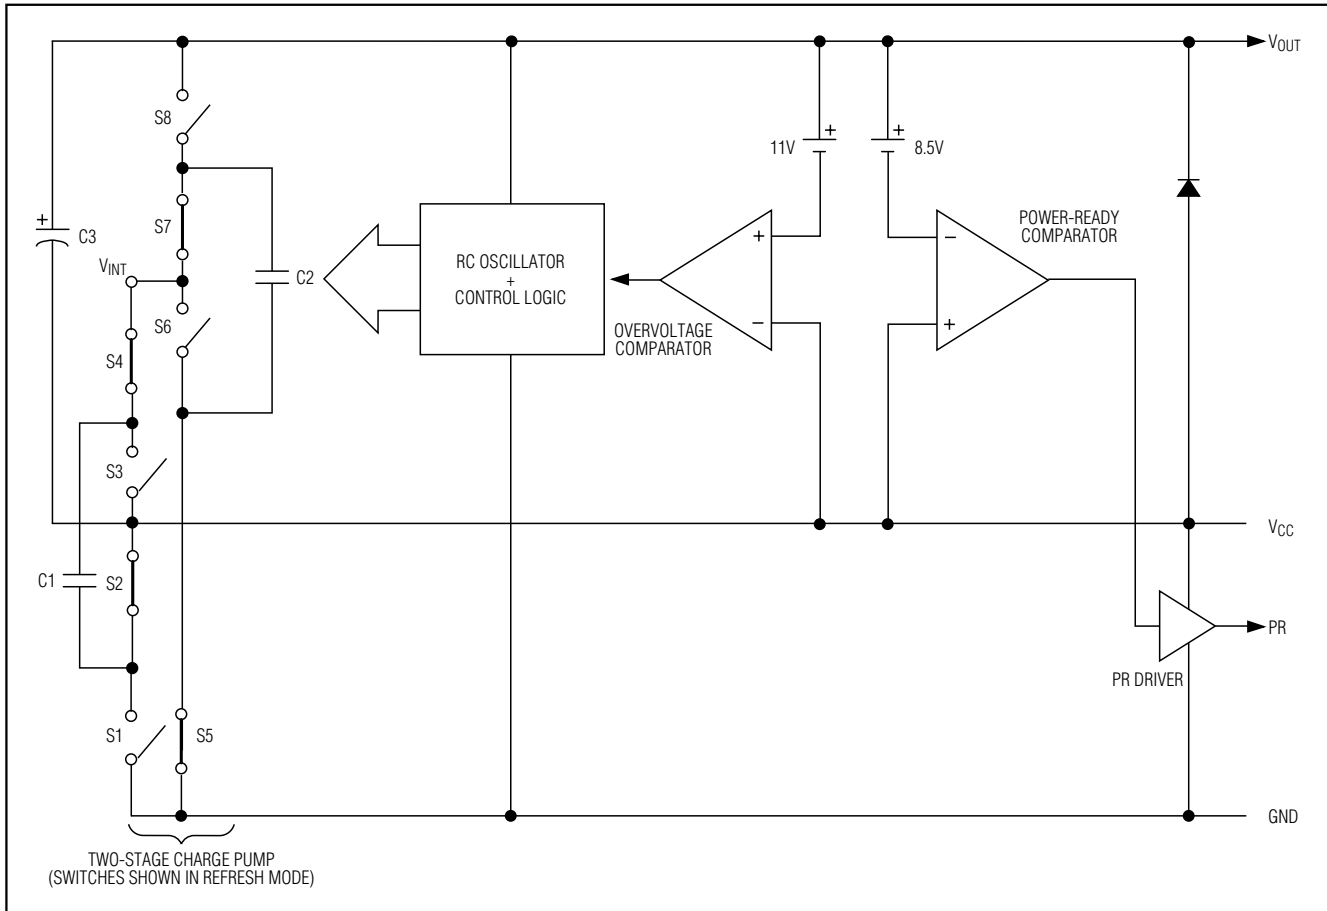 VOUT
S8
11V
8.5V
+
+
+
C3
S7
VINT
C2
RC OSCILLATOR
+
CONTROL LOGIC
+
−
OVERVOLTAGE
COMPARATOR
POWER-READY
COMPARATOR
−
+
S6
S4
S3
VCC
C1
S2
PR
PR DRIVER
S1
S5
GND
TWO-STAGE CHARGE PUMP
(SWITCHES SHOWN IN REFRESH MODE)